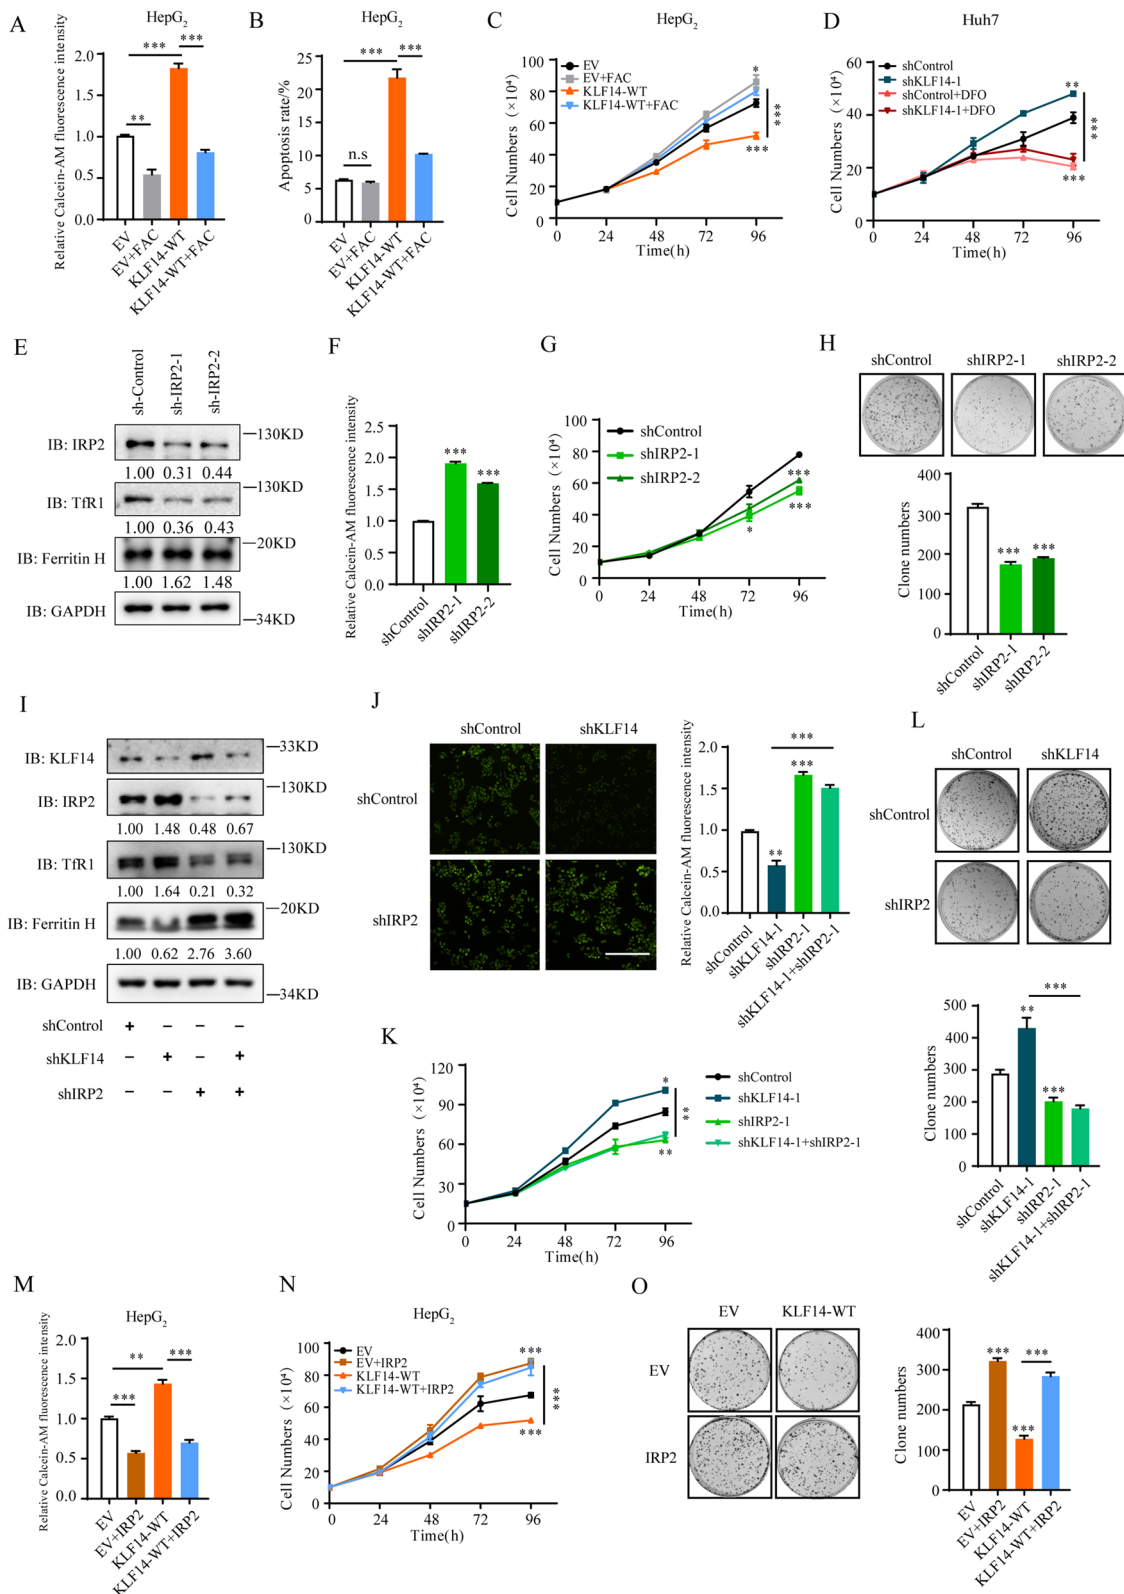 A
HepG₂
Relative Calcein-AM fluorescence intensity
2.0
1.5
1.0
0.5
0.0
***
***
**
EV
EV+FAC
KLF14-WT
KLF14-WT+FAC
B
HepG₂
Apoptosis rate/%
25
20
15
10
5
0
***
***
n.s
EV
EV+FAC
KLF14-WT
KLF14-WT+FAC
C
HepG₂
Cell Numbers (×10⁴)
100
80
60
40
20
0
EV
EV+FAC
KLF14-WT
KLF14-WT+FAC
*
***
***
0 24 48 72 96
Time(h)
D
Huh7
Cell Numbers (×10⁴)
60
40
20
0
shControl
shKLF14-1
shControl+DFO
shKLF14-1+DFO
**
***
***
0 24 48 72 96
Time(h)
E
sh-Control
sh-IRP2-1
sh-IRP2-2
IB: IRP2
130KD
1.00 0.31 0.44
IB: TfR1
130KD
1.00 0.36 0.43
IB: Ferritin H
20KD
1.00 1.62 1.48
IB: GAPDH
34KD
F
Relative Calcein-AM fluorescence intensity
2.5
2.0
1.5
1.0
0.5
0.0
***
***
shControl
shIRP2-1
shIRP2-2
G
Cell Numbers (×10⁴)
100
80
60
40
20
0
shControl
shIRP2-1
shIRP2-2
***
***
*
0 24 48 72 96
Time(h)
H
shControl shIRP2-1 shIRP2-2
Clone numbers
400
300
200
100
0
*** ***
shControl
shIRP2-1
shIRP2-2
I
IB: KLF14
33KD
IB: IRP2
130KD
1.00 1.48 0.48 0.67
IB: TfR1
130KD
1.00 1.64 0.21 0.32
IB: Ferritin H
20KD
1.00 0.62 2.76 3.60
IB: GAPDH
34KD
shControl + – – –
shKLF14 – + – +
shIRP2 – – + +
J
shControl shKLF14
shControl
shIRP2
Relative Calcein-AM fluorescence intensity
2.0
1.5
1.0
0.5
0.0
***
***
**
shControl
shKLF14-1
shIRP2-1
shKLF14-1+shIRP2-1
K
Cell Numbers (×10⁴)
120
90
60
30
0
*
**
**
0 24 48 72 96
Time(h)
shControl
shKLF14-1
shIRP2-1
shKLF14-1+shIRP2-1
L
shControl shKLF14
shControl
shIRP2
Clone numbers
500
400
300
200
100
0
***
**
***
shControl
shKLF14-1
shIRP2-1
shKLF14-1+shIRP2-1
M
HepG₂
Relative Calcein-AM fluorescence intensity
2.0
1.5
1.0
0.5
0.0
** ***
***
EV
EV+IRP2
KLF14-WT
KLF14-WT+IRP2
N
HepG₂
Cell Numbers (×10⁴)
100
80
60
40
20
0
EV
EV+IRP2
KLF14-WT
KLF14-WT+IRP2
***
***
***
0 24 48 72 96
Time(h)
O
EV KLF14-WT
EV
IRP2
Clone numbers
400
300
200
100
0
***
***
***
EV
EV+IRP2
KLF14-WT
KLF14-WT+IRP2